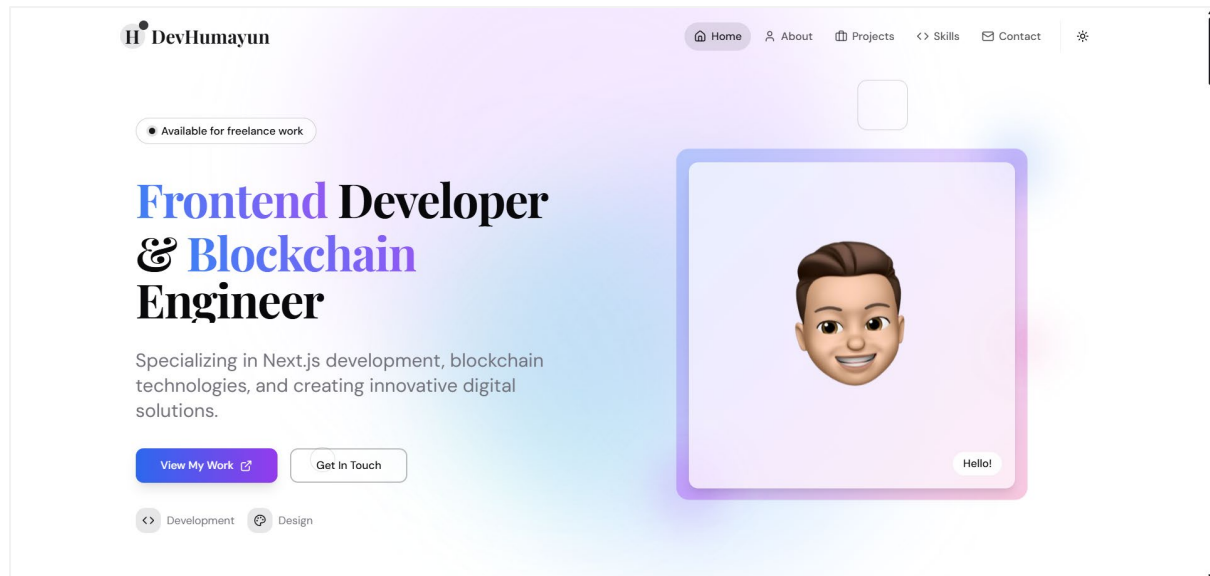 H DevHumayun
Home About Projects <> Skills Contact
Available for freelance work
Frontend Developer
& Blockchain
Engineer
Specializing in Next.js development, blockchain
technologies, and creating innovative digital
solutions.
View My Work
Get In Touch
Hello!
<> Development Design